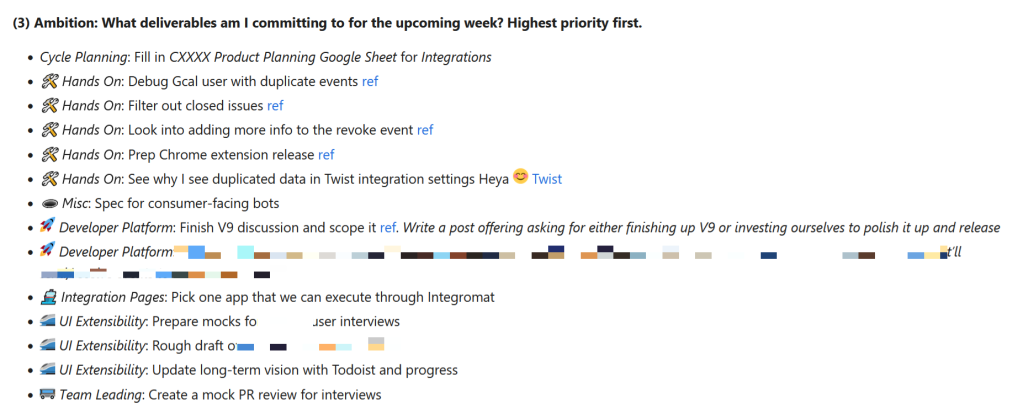 (3) Ambition: What deliverables am I committing to for the upcoming week? Highest priority first.
Cycle Planning: Fill in CXXXX Product Planning Google Sheet for Integrations
Hands On: Debug Gcal user with duplicate events ref
Hands On: Filter out closed issues ref
Hands On: Look into adding more info to the revoke event ref
Hands On: Prep Chrome extension release ref
Hands On: See why I see duplicated data in Twist integration settings Heya 😊 Twist
Misc: Spec for consumer-facing bots
Developer Platform: Finish V9 discussion and scope it ref. Write a post offering asking for either finishing up V9 or investing ourselves to polish it up and release
Developer Platform t'll
Integration Pages: Pick one app that we can execute through Integromat
UI Extensibility: Prepare mocks fo user interviews
UI Extensibility: Rough draft o
UI Extensibility: Update long-term vision with Todoist and progress
Team Leading: Create a mock PR review for interviews